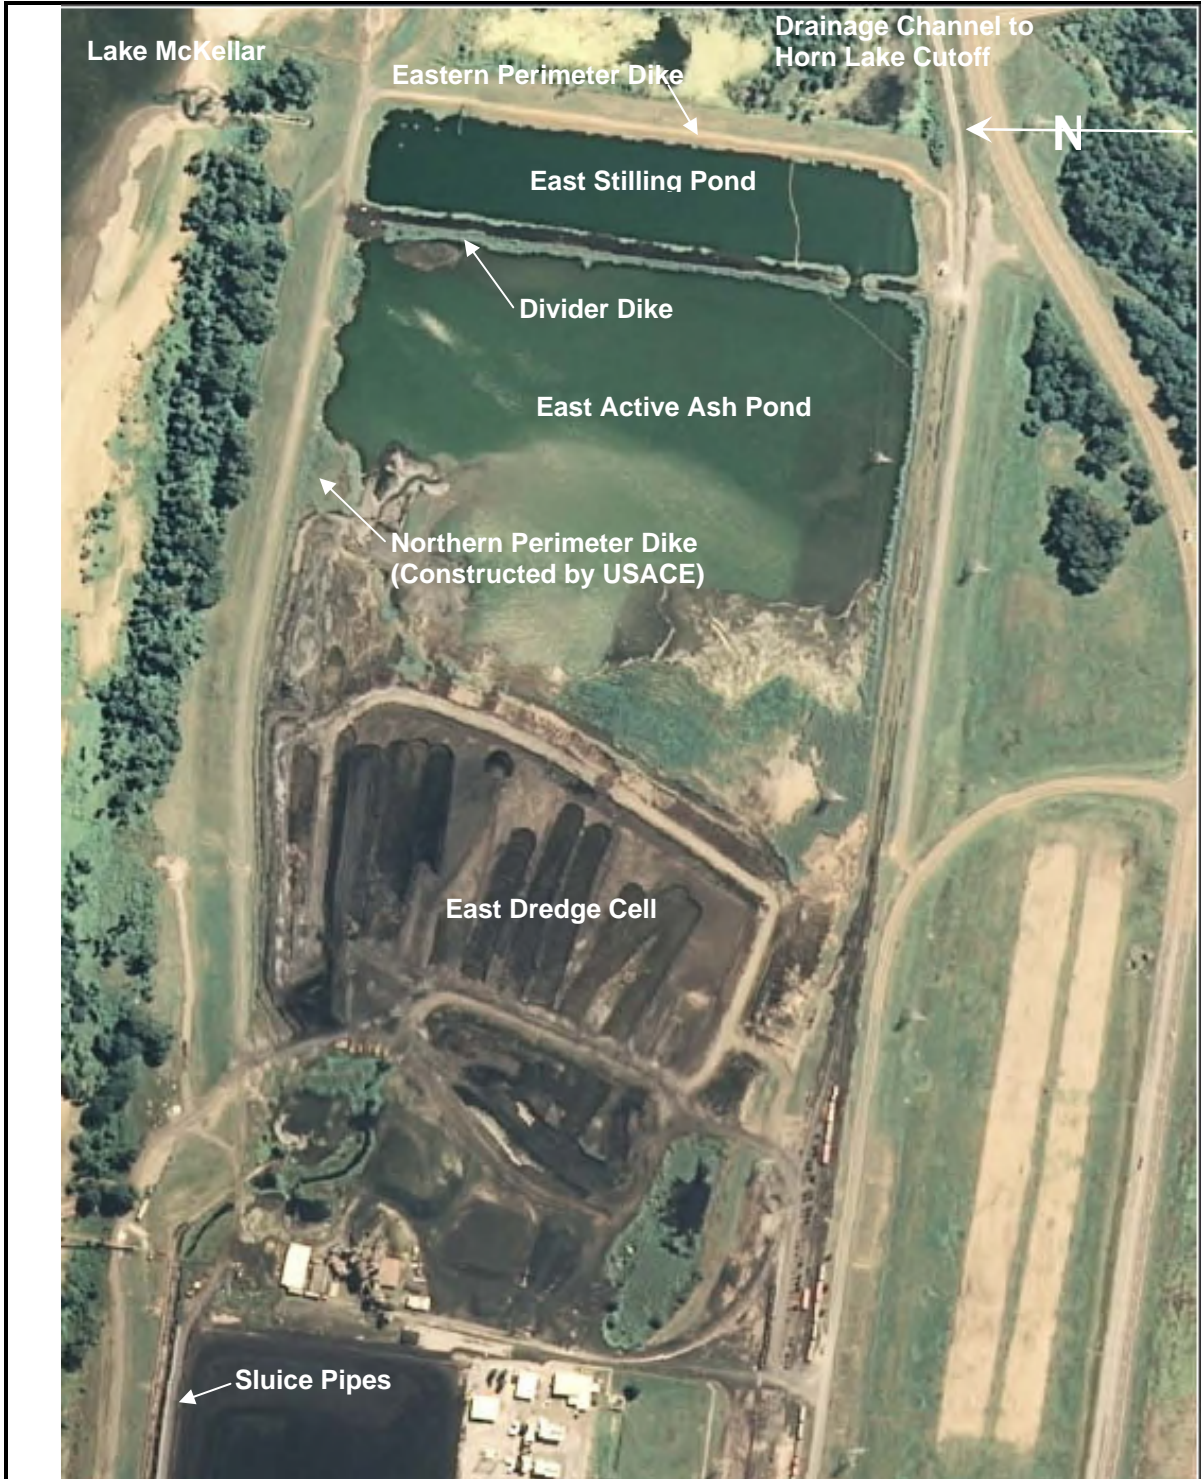 Lake McKellar
Drainage Channel to
Horn Lake Cutoff
Eastern Perimeter Dike
N
East Stilling Pond
Divider Dike
East Active Ash Pond
Northern Perimeter Dike
(Constructed by USACE)
East Dredge Cell
Sluice Pipes